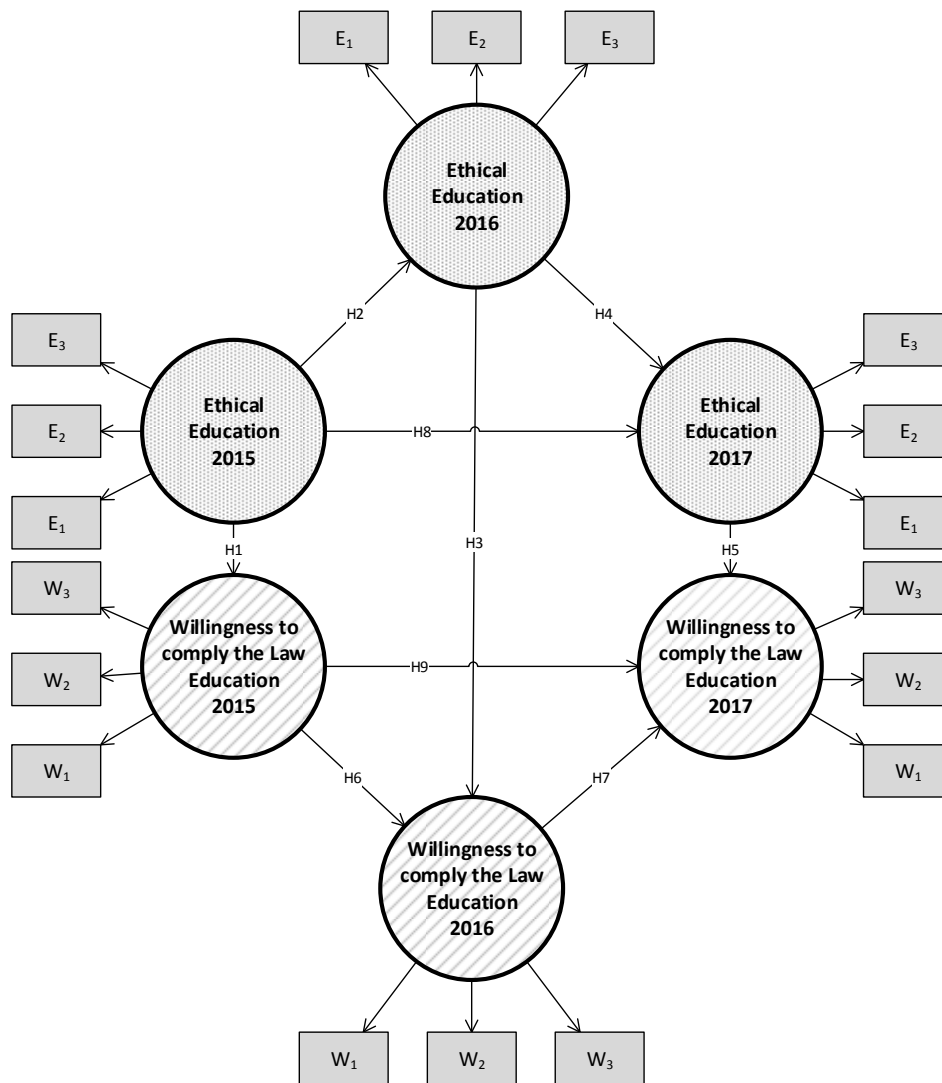 E₁
E₂
E₃
Ethical
Education
2016
H2
H4
E₃
E₂
E₁
Ethical
Education
2015
H8
Ethical
Education
2017
E₃
E₂
E₁
H1
H3
H5
W₃
W₂
W₁
Willingness to
comply the Law
Education
2015
H9
Willingness to
comply the Law
Education
2017
W₃
W₂
W₁
H6
H7
Willingness to
comply the Law
Education
2016
W₁
W₂
W₃